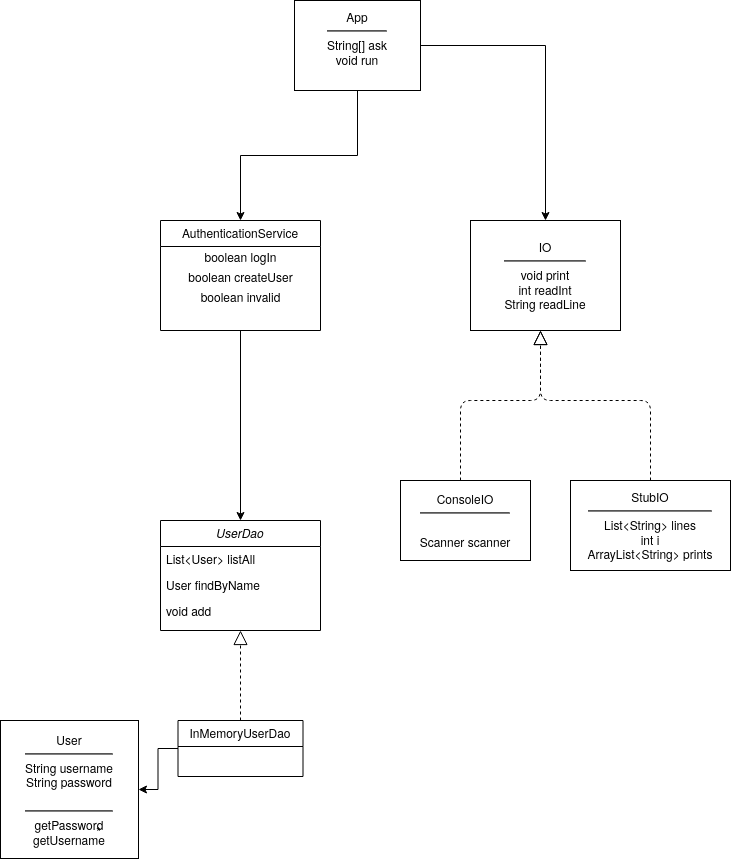 App
String[] ask
void run
AuthenticationService
boolean logIn
boolean createUser
boolean invalid
IO
void print
int readInt
String readLine
ConsoleIO
Scanner scanner
StubIO
List<String> lines
int i
ArrayList<String> prints
UserDao
List<User> listAll
User findByName
void add
InMemoryUserDao
User
String username
String password
getPassword
getUsername